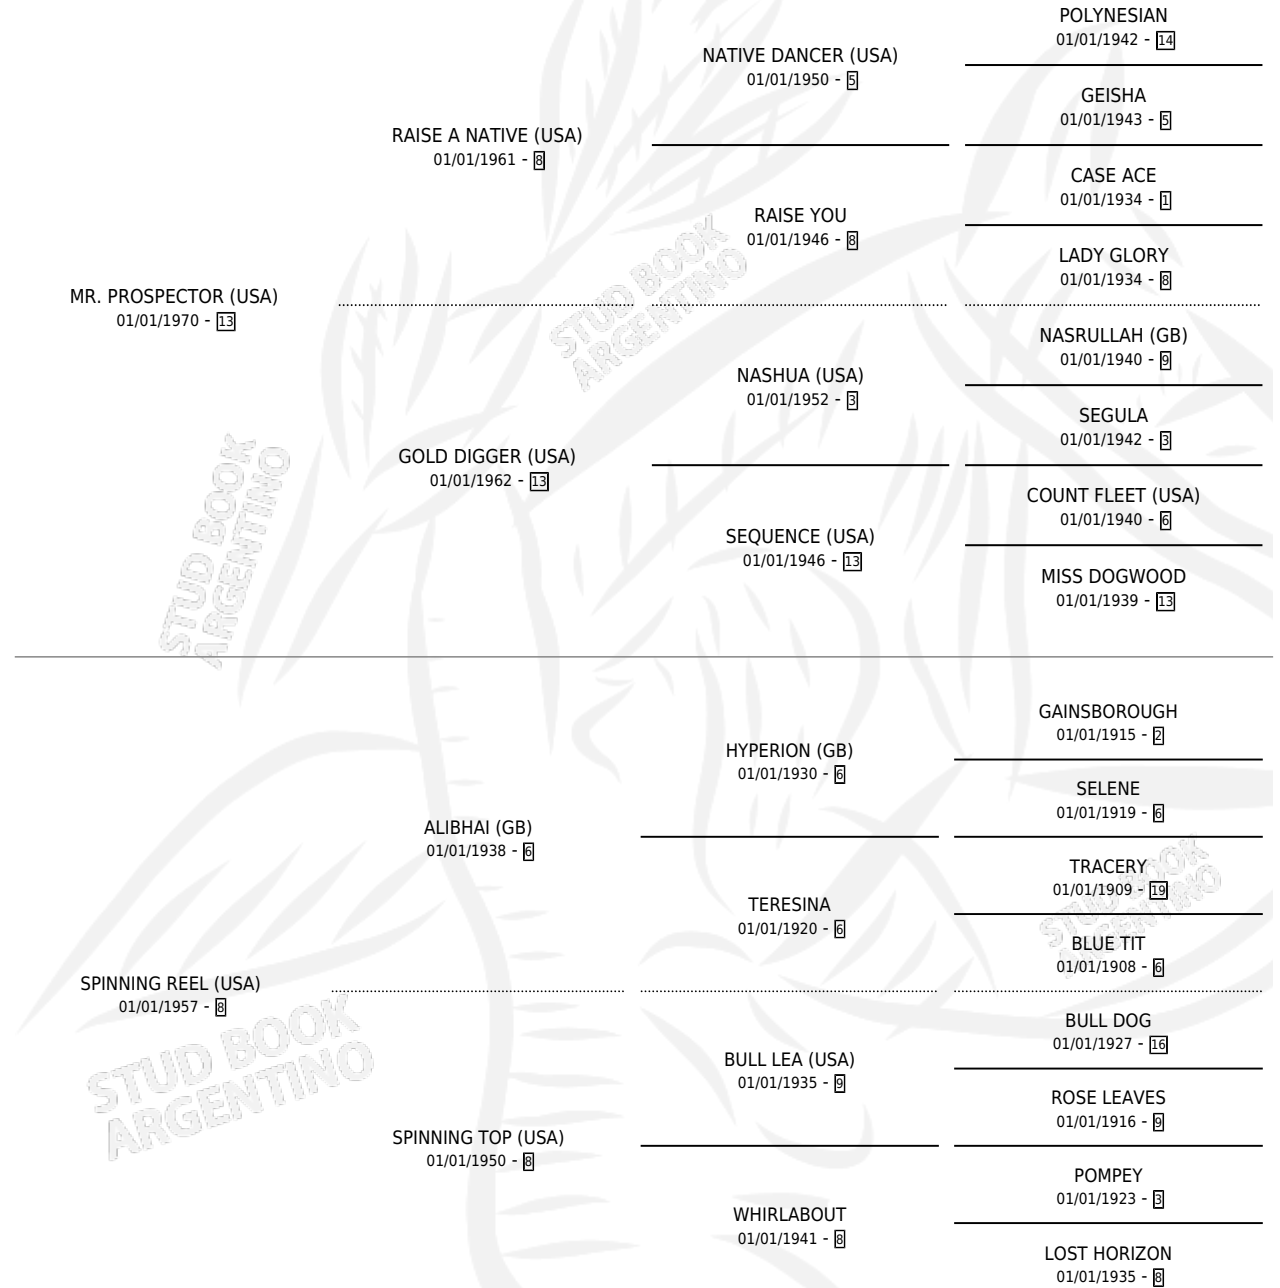 POLYNESIAN
01/01/1942 - 14
NATIVE DANCER (USA)
01/01/1950 - 5
GEISHA
01/01/1943 - 5
RAISE A NATIVE (USA)
01/01/1961 - 8
CASE ACE
01/01/1934 - 1
RAISE YOU
01/01/1946 - 8
LADY GLORY
01/01/1934 - 8
MR. PROSPECTOR (USA)
01/01/1970 - 13
STUD BOOK
ARGENTINO
NASRULLAH (GB)
01/01/1940 - 9
NASHUA (USA)
01/01/1952 - 3
SEGULA
01/01/1942 - 3
GOLD DIGGER (USA)
01/01/1962 - 13
COUNT FLEET (USA)
01/01/1940 - 6
SEQUENCE (USA)
01/01/1946 - 13
MISS DOGWOOD
01/01/1939 - 13
STUD BOOK
ARGENTINO
GAINSBOROUGH
01/01/1915 - 2
HYPERION (GB)
01/01/1930 - 6
SELENE
01/01/1919 - 6
ALIBHAI (GB)
01/01/1938 - 6
TRACERY
01/01/1909 - 19
TERESINA
01/01/1920 - 6
STUD BOOK
ARGENTINO
BLUE TIT
01/01/1908 - 6
SPINNING REEL (USA)
01/01/1957 - 8
STUD BOOK
ARGENTINO
BULL DOG
01/01/1927 - 16
BULL LEA (USA)
01/01/1935 - 9
ROSE LEAVES
01/01/1916 - 9
SPINNING TOP (USA)
01/01/1950 - 8
POMPEY
01/01/1923 - 3
WHIRLABOUT
01/01/1941 - 8
LOST HORIZON
01/01/1935 - 8